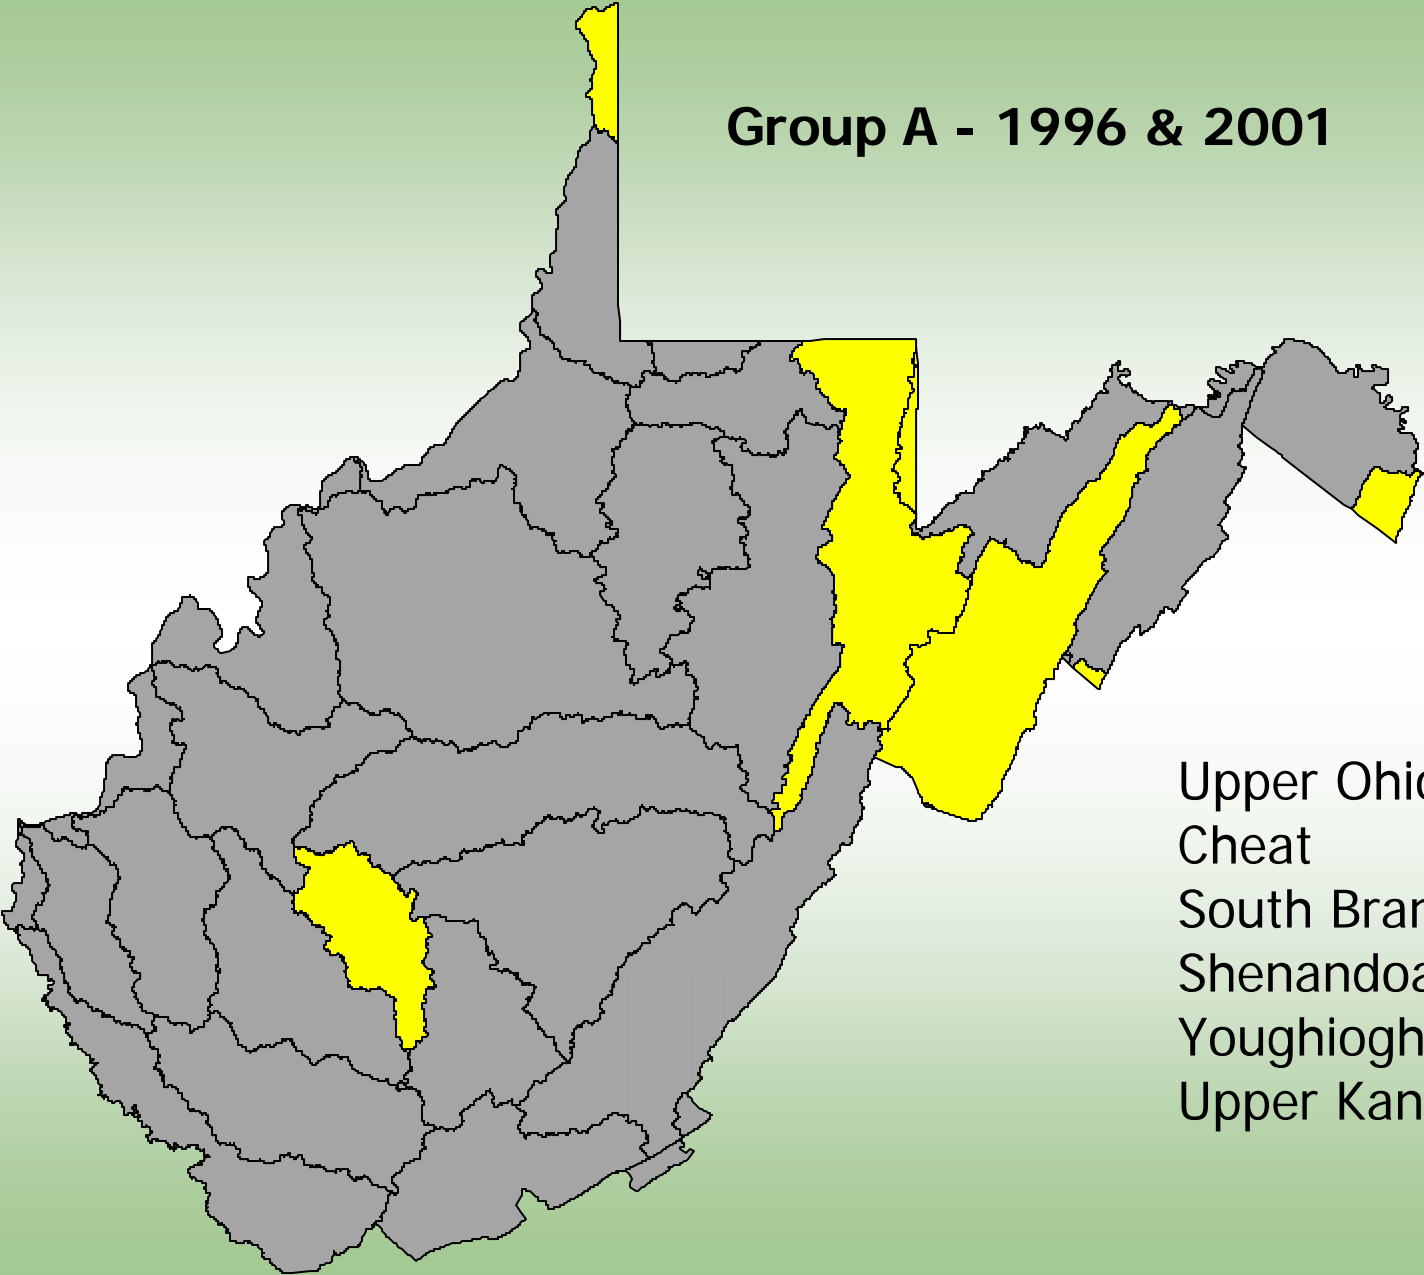 Group A - 1996 & 2001
Upper Ohio
Cheat
South Bran
Shenandoa
Youghiogh
Upper Kan